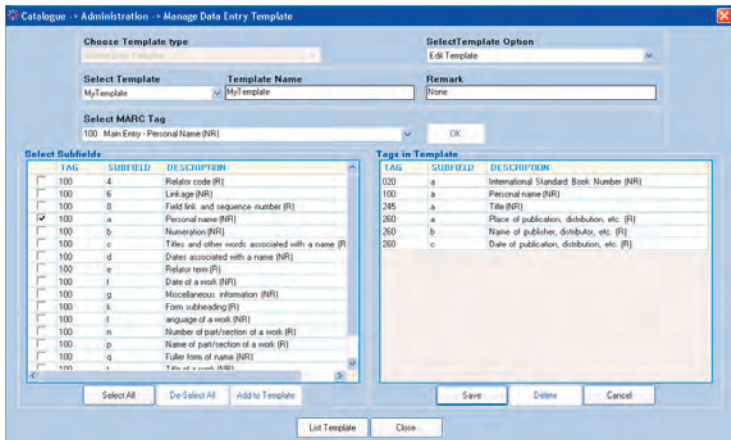 Catalogue -> Administration -> Manage Data Entry Template
Choose Template type
SelectTemplate Option
Edit Template
Select Template
Template Name
Remark
MyTemplate
MyTemplate
None
Select MARC Tag
100 Main Entry - Personal Name (NR)
OK
Select Subfields
TAG SUBFIELD DESCRIPTION
100 4 Relator code (R)
100 6 Linkage (NR)
100 8 Field link and sequence number (R)
100 a Personal name (NR)
100 b Numeration (NR)
100 c Titles and other words associated with a name (R
100 d Dates associated with a name (NR)
100 e Relator term (R)
100 f Date of a work (NR)
100 g Miscellaneous information (NR)
100 k Form subheading (R)
100 l anguage of a work (NR)
100 n Number of part/section of a work (R)
100 p Name of part/section of a work (R)
100 q Fuller form of name (NR)
100 t Title of a work (NR)
Select All De-Select All Add to Template
Tags in Template
TAG SUBFIELD DESCRIPTION
020 a International Standard Book Number (NR)
100 a Personal name (NR)
245 a Title (NR)
260 a Place of publication, distribution, etc. (R)
260 b Name of publisher, distributor, etc. (R)
260 c Date of publication, distribution, etc. (R)
Save Delete Cancel
List Template Close